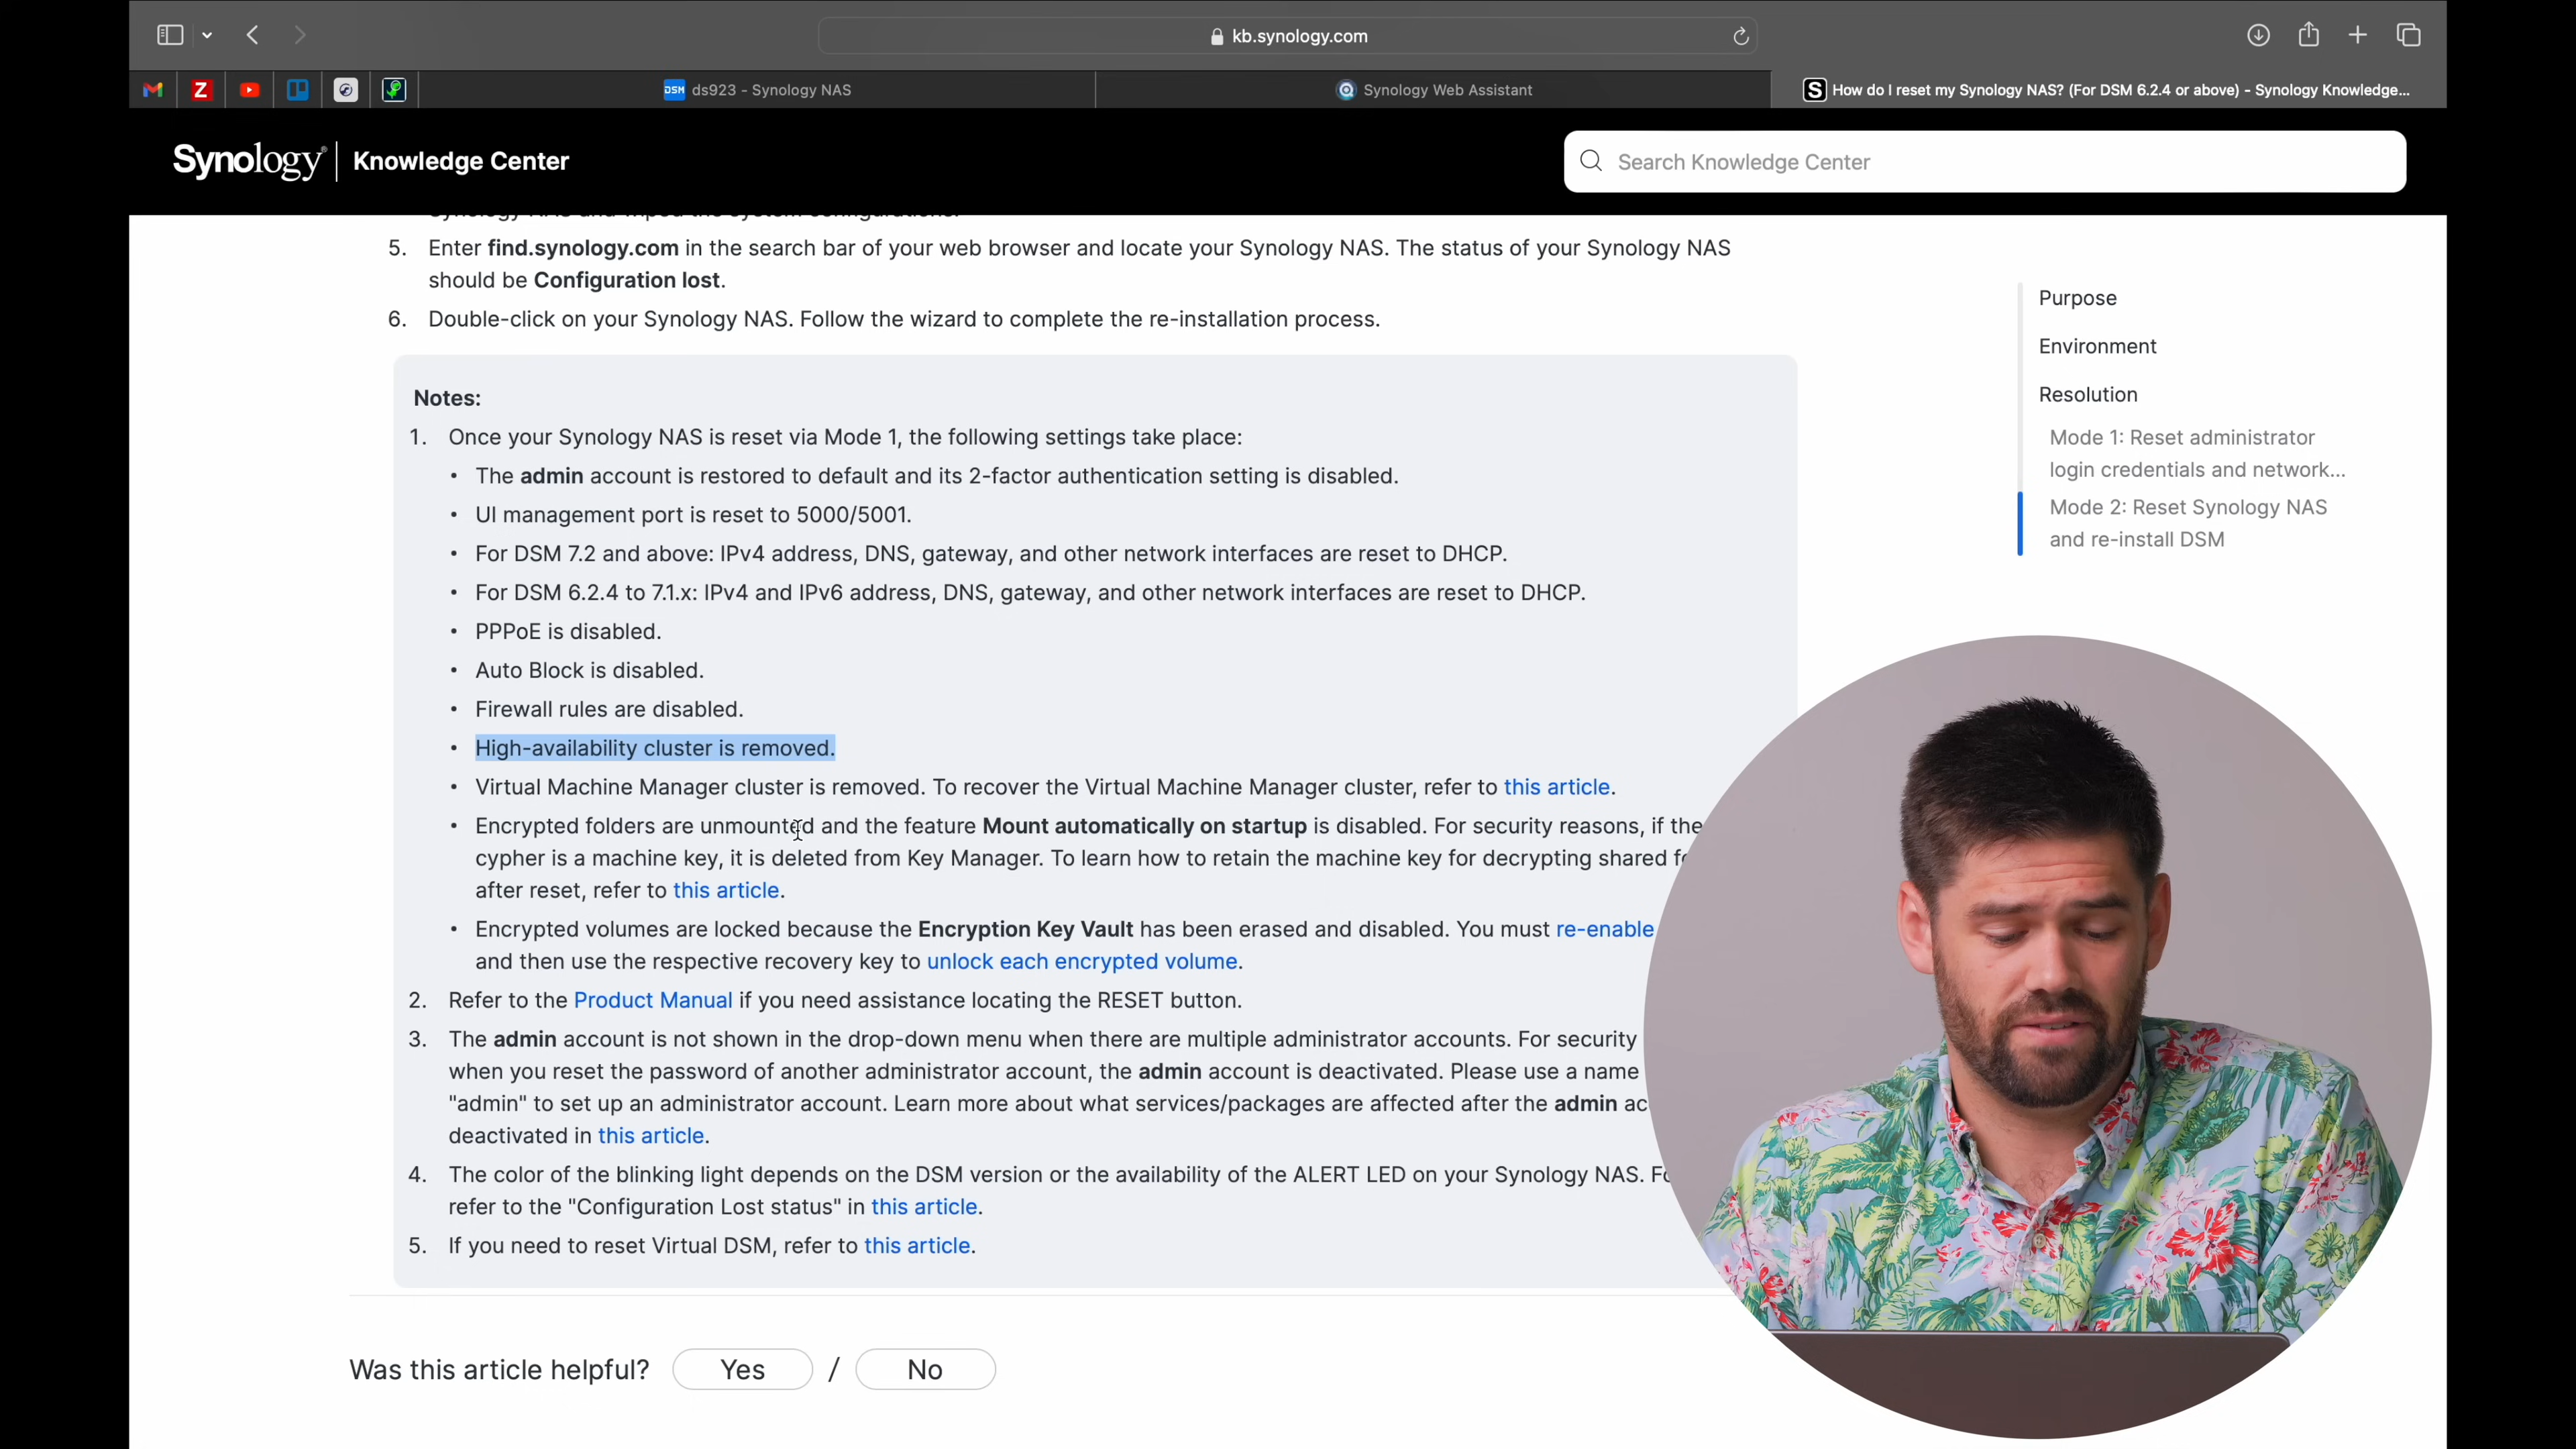 kb.synology.com
ds923 - Synology NAS
Synology Web Assistant
How do I reset my Synology NAS? (For DSM 6.2.4 or above) - Synology Knowledge...
Synology | Knowledge Center
Search Knowledge Center
Synology NAS and wiped the system configurations.
5. Enter find.synology.com in the search bar of your web browser and locate your Synology NAS. The status of your Synology NAS
should be Configuration lost.
6. Double-click on your Synology NAS. Follow the wizard to complete the re-installation process.
Notes:
1. Once your Synology NAS is reset via Mode 1, the following settings take place:
• The admin account is restored to default and its 2-factor authentication setting is disabled.
• UI management port is reset to 5000/5001.
• For DSM 7.2 and above: IPv4 address, DNS, gateway, and other network interfaces are reset to DHCP.
• For DSM 6.2.4 to 7.1.x: IPv4 and IPv6 address, DNS, gateway, and other network interfaces are reset to DHCP.
• PPPoE is disabled.
• Auto Block is disabled.
• Firewall rules are disabled.
• High-availability cluster is removed.
• Virtual Machine Manager cluster is removed. To recover the Virtual Machine Manager cluster, refer to this article.
• Encrypted folders are unmounted and the feature Mount automatically on startup is disabled. For security reasons, if the
cypher is a machine key, it is deleted from Key Manager. To learn how to retain the machine key for decrypting shared
after reset, refer to this article.
• Encrypted volumes are locked because the Encryption Key Vault has been erased and disabled. You must re-enable
and then use the respective recovery key to unlock each encrypted volume.
2. Refer to the Product Manual if you need assistance locating the RESET button.
3. The admin account is not shown in the drop-down menu when there are multiple administrator accounts. For security
when you reset the password of another administrator account, the admin account is deactivated. Please use a name
"admin" to set up an administrator account. Learn more about what services/packages are affected after the admin ac
deactivated in this article.
4. The color of the blinking light depends on the DSM version or the availability of the ALERT LED on your Synology NAS.
refer to the "Configuration Lost status" in this article.
5. If you need to reset Virtual DSM, refer to this article.
Was this article helpful? Yes / No
Purpose
Environment
Resolution
Mode 1: Reset administrator
login credentials and network...
Mode 2: Reset Synology NAS
and re-install DSM